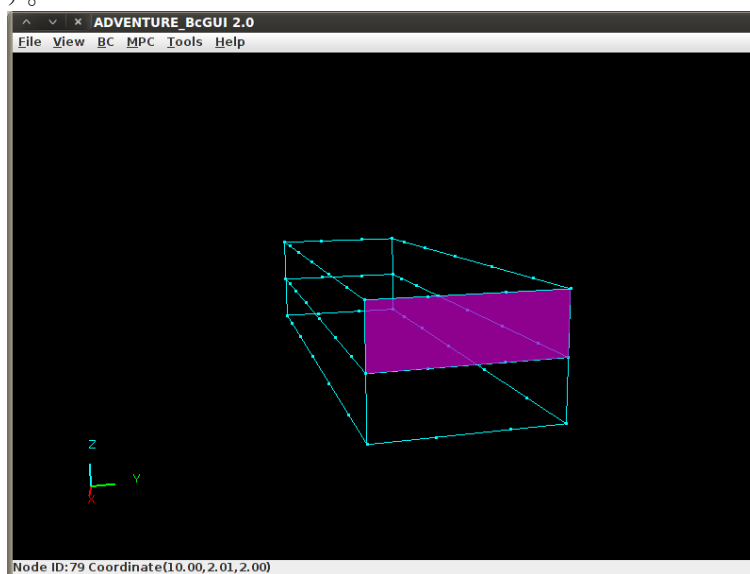 す。
ADVENTURE_BcGUI 2.0
File View BC MPC Tools Help
Z
Y
X
Node ID:79 Coordinate(10.00,2.01,2.00)